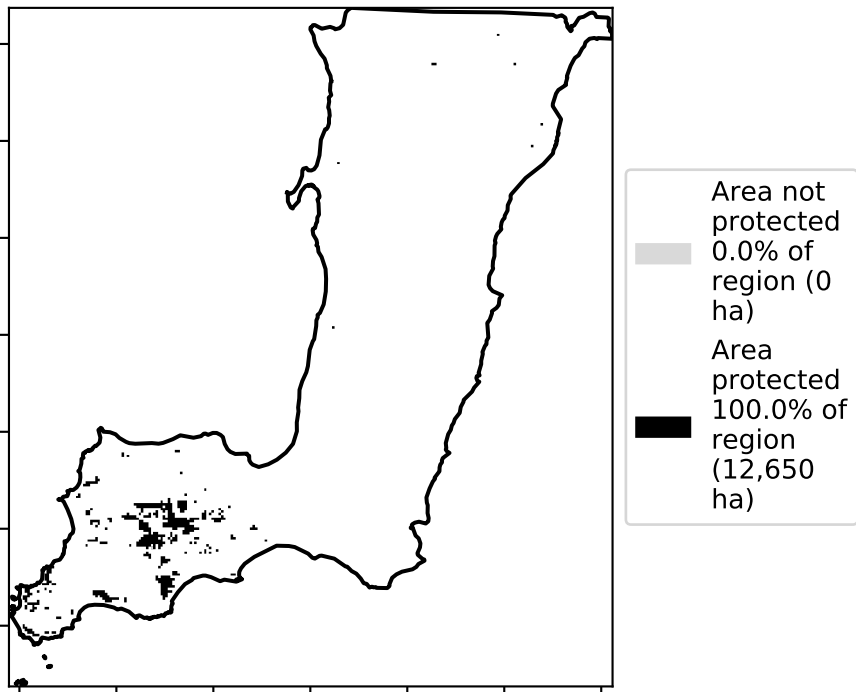 Area not
protected
0.0% of
region (0
ha)
Area
protected
100.0% of
region
(12,650
ha)